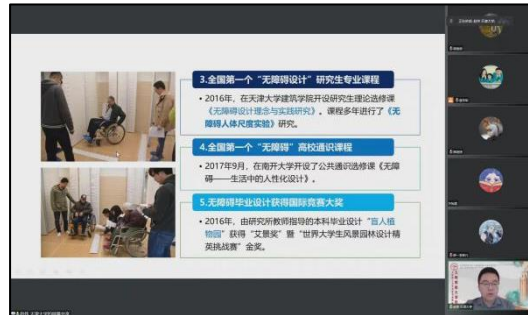 3.全国第一个“无障碍设计”研究生专业课程
• 2016年，在天津大学建筑学院开设研究生理论选修课
《无障碍设计理念与实践研究》。课程多年进行了《无
障碍人体尺度实验》研究。
4.全国第一个“无障碍”高校通识课程
• 2017年9月，在南开大学开设了公共通识选修课《无障
碍——生活中的人性化设计》。
5.无障碍毕业设计获得国际竞赛大奖
• 2016年，由研究所教师指导的本科毕业设计“盲人植
物园”获得“艾景奖”暨“世界大学生风景园林设计精
英挑战赛”金奖。